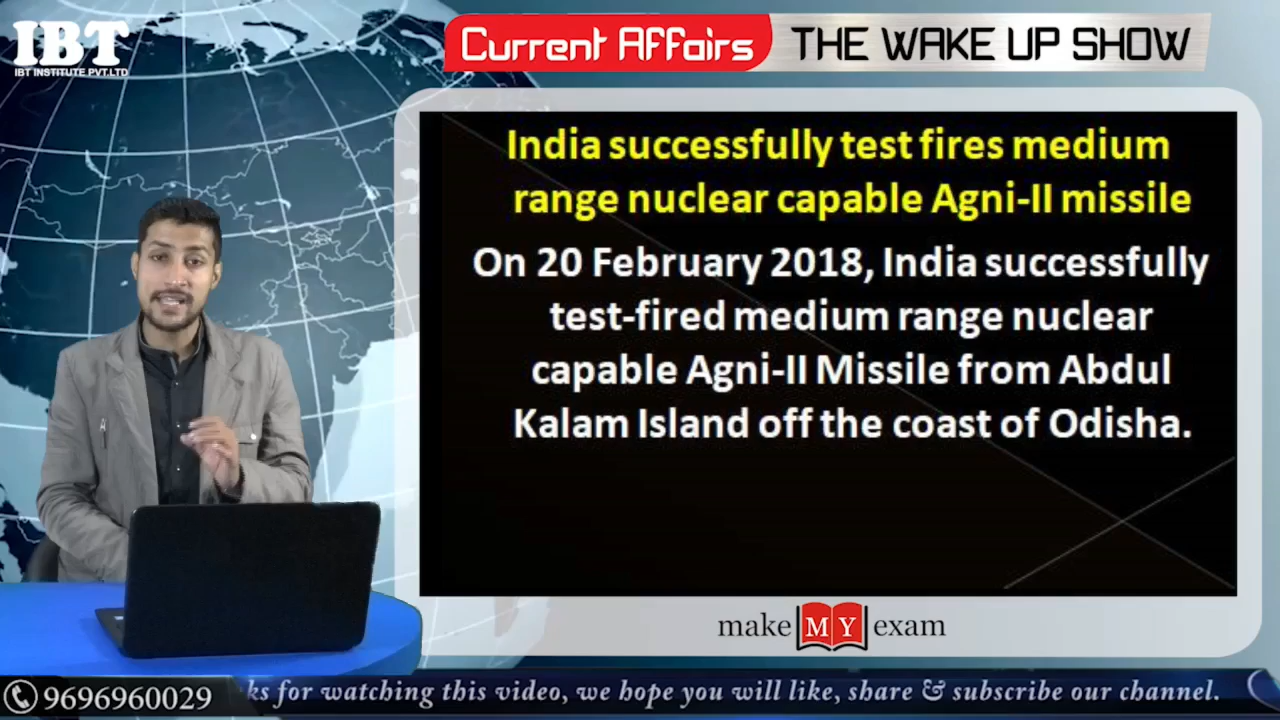 IBT
IBT INSTITUTE PVT.LTD
Current Affairs THE WAKE UP SHOW
India successfully test fires medium
range nuclear capable Agni-II missile
On 20 February 2018, India successfully
test-fired medium range nuclear
capable Agni-II Missile from Abdul
Kalam Island off the coast of Odisha.
make MY exam
9696960029
ks for watching this video, we hope you will like, share & subscribe our channel.